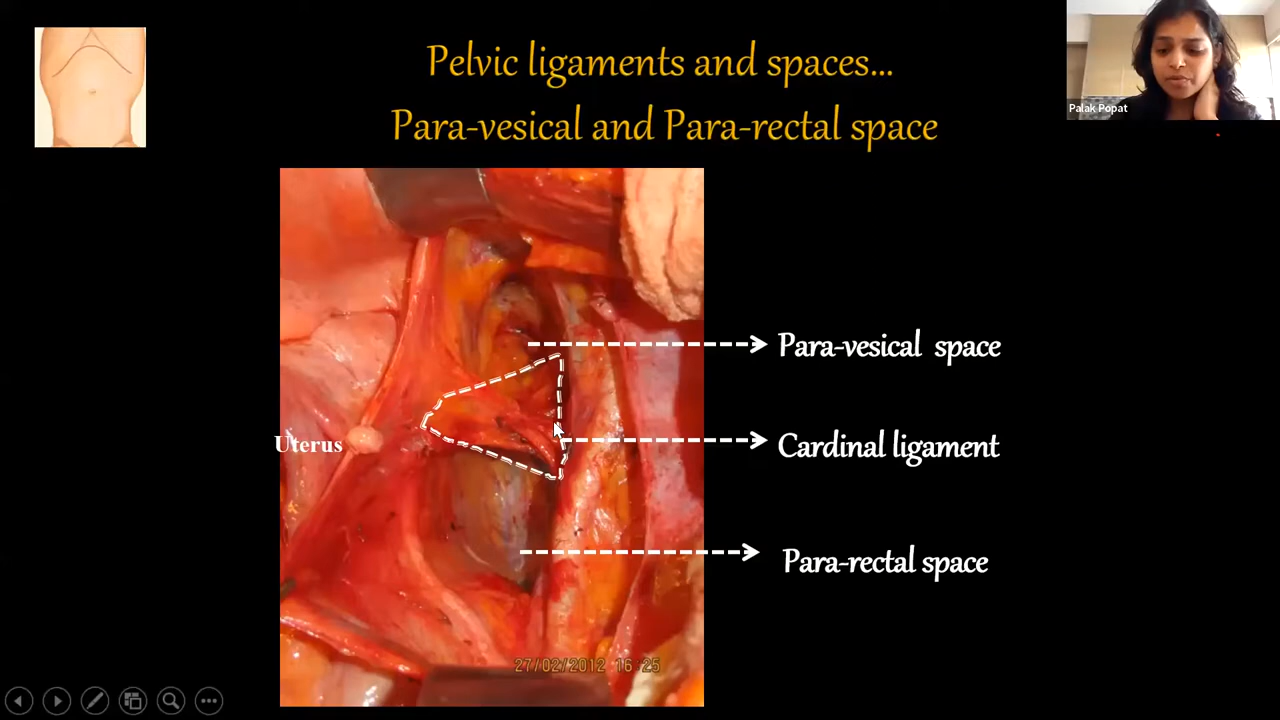 Pelvic ligaments and spaces...
Para-vesical and Para-rectal space
Palak Popat
Para-vesical space
Uterus
Cardinal ligament
Para-rectal space
27/02/2012 16:25